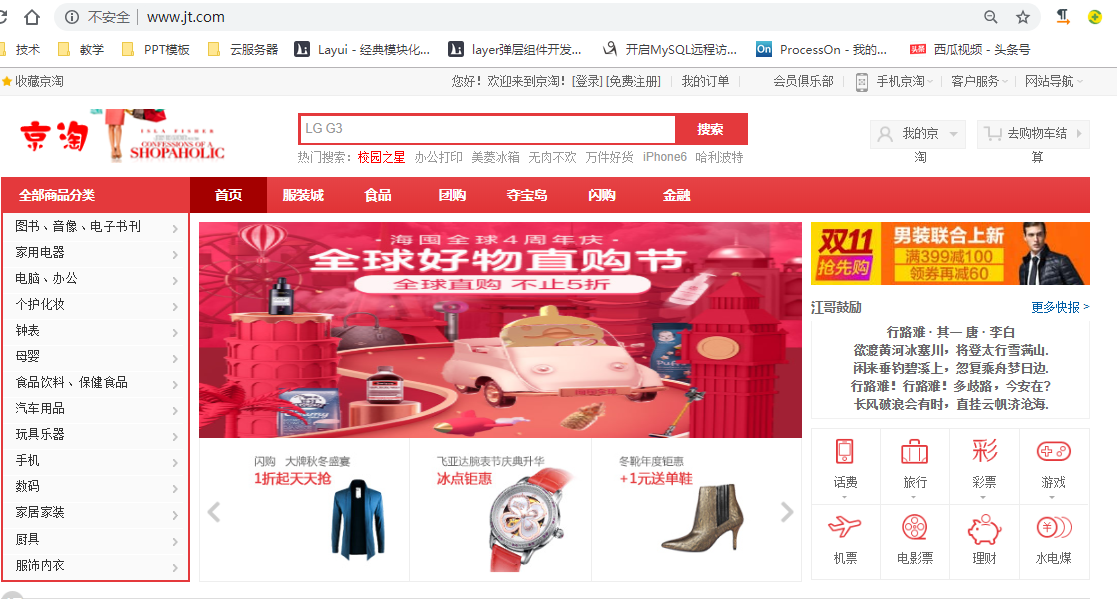 不安全 www.jt.com
技术 教学 PPT模板 云服务器 Layui - 经典模块化... layer弹层组件开发... 开启MySQL远程访... On ProcessOn - 我的... 头条 西瓜视频 - 头条号
收藏京淘 您好！欢迎来到京淘！[登录] [免费注册] 我的订单 会员俱乐部 手机京淘 客户服务 网站导航
京淘 ISLA FISHER
CONFESSIONS OF A
SHOPAHOLIC
LG G3 搜索
热门搜索： 校园之星 办公打印 美菱冰箱 无肉不欢 万件好货 iPhone6 哈利波特
我的京淘
去购物车结算
全部商品分类 首页 服装城 食品 团购 夺宝岛 闪购 金融
图书、音像、电子书刊
家用电器
电脑、办公
个护化妆
钟表
母婴
食品饮料、保健食品
汽车用品
玩具乐器
手机
数码
家居家装
厨具
服饰内衣
· 海囤全球4周年庆 ·
全球好物直购节
全球直购 不止5折
闪购 大牌秋冬盛宴
1折起天天抢
飞亚达腕表节庆典升华
冰点钜惠
冬靴年度钜惠
+1元送单鞋
双11
抢先购
男装联合上新
满399减100
领券再减60
江哥鼓励 更多快报 >
行路难 · 其一 唐 · 李白
欲渡黄河冰塞川，将登太行雪满山.
闲来垂钓碧溪上，忽复乘舟梦日边.
行路难！行路难！多歧路，今安在？
长风破浪会有时，直挂云帆济沧海.
彩
话费 旅行 彩票 游戏
机票 电影票 理财 水电煤